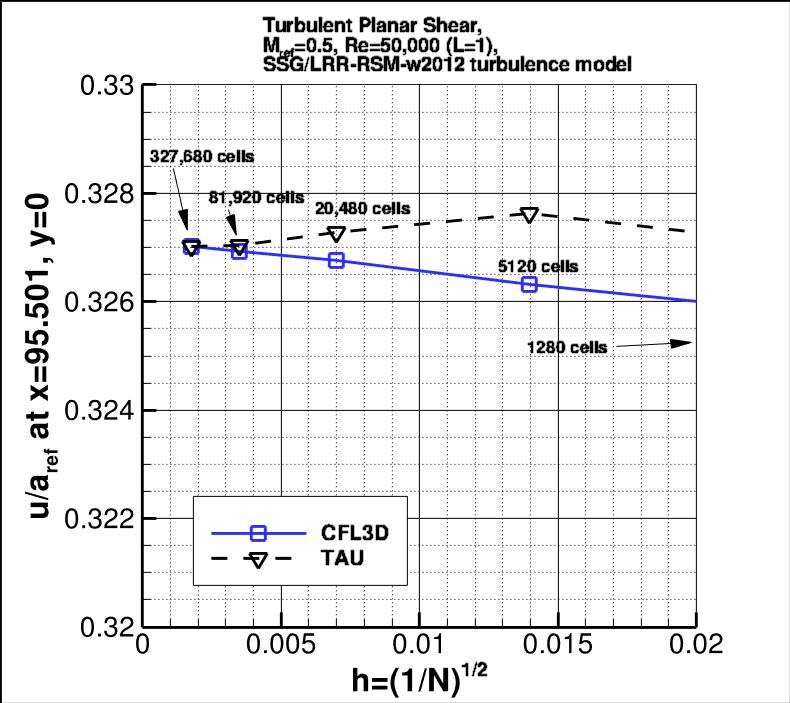 Turbulent Planar Shear,
Mref=0.5, Re=50,000 (L=1),
SSG/LRR-RSM-w2012 turbulence model
0.33
327,680 cells
0.328
81,920 cells
20,480 cells
5120 cells
0.326
1280 cells
0.324
0.322
0.32
u/aref at x=95.501, y=0
CFL3D
TAU
0
0.005
0.01
0.015
0.02
h=(1/N)1/2